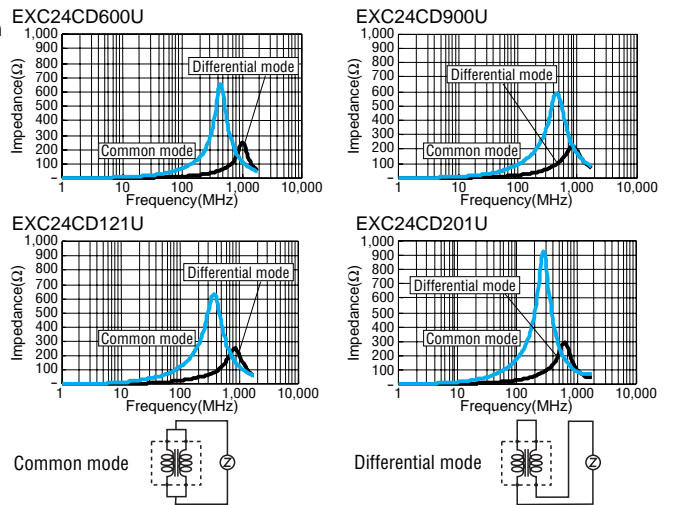 EXC24CD600U
1,000
900
800
700
600
500
400
300
200
100
–
Impedance(Ω)
Differential mode
Common mode
1 10 100 1,000 10,000
Frequency(MHz)
EXC24CD900U
1,000
900
800
700
600
500
400
300
200
100
–
Impedance(Ω)
Differential mode
Common mode
1 10 100 1,000 10,000
Frequency(MHz)
EXC24CD121U
1,000
900
800
700
600
500
400
300
200
100
–
Impedance(Ω)
Differential mode
Common mode
1 10 100 1,000 10,000
Frequency(MHz)
EXC24CD201U
1,000
900
800
700
600
500
400
300
200
100
–
Impedance(Ω)
Differential mode
Common mode
1 10 100 1,000 10,000
Frequency(MHz)
Common mode
Z
Differential mode
Z